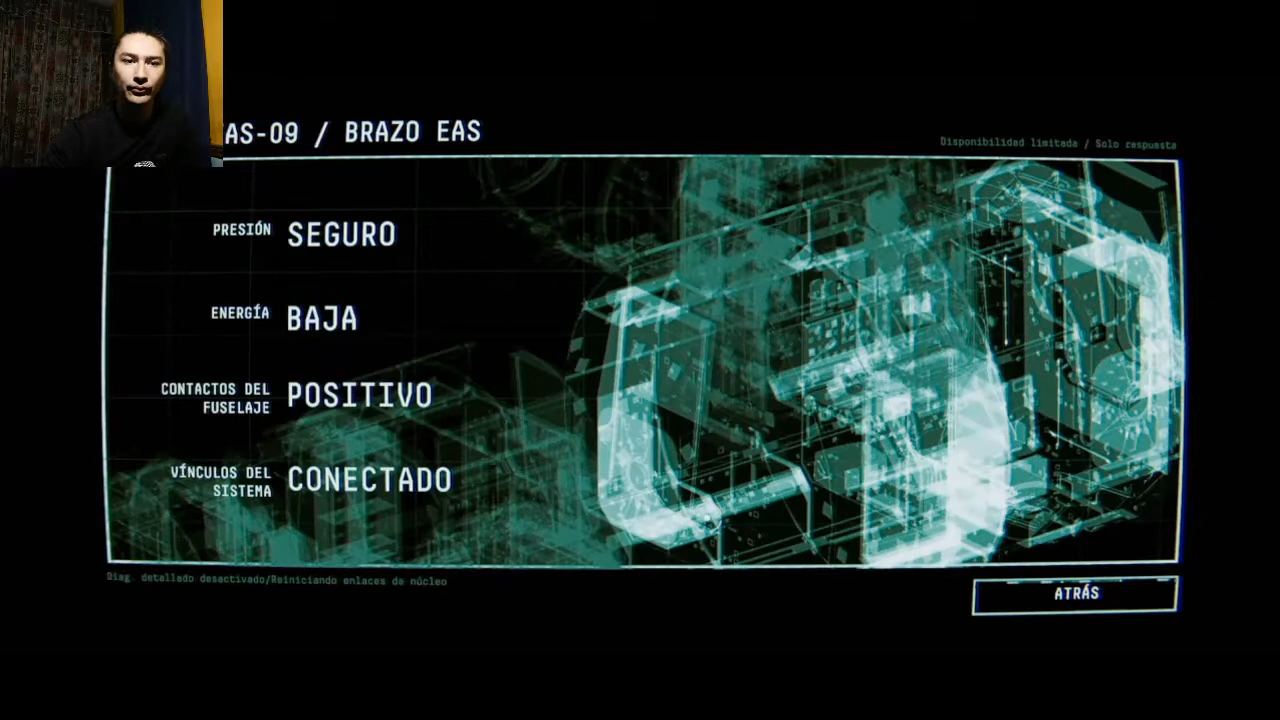 AS-09 / BRAZO EAS
Disponibilidad limitada / Solo respuesta
PRESIÓN SEGURO
ENERGÍA BAJA
CONTACTOS DEL
FUSELAJE
POSITIVO
VÍNCULOS DEL
SISTEMA
CONECTADO
Diag. detallado desactivado/Reiniciando enlaces de núcleo
ATRÁS